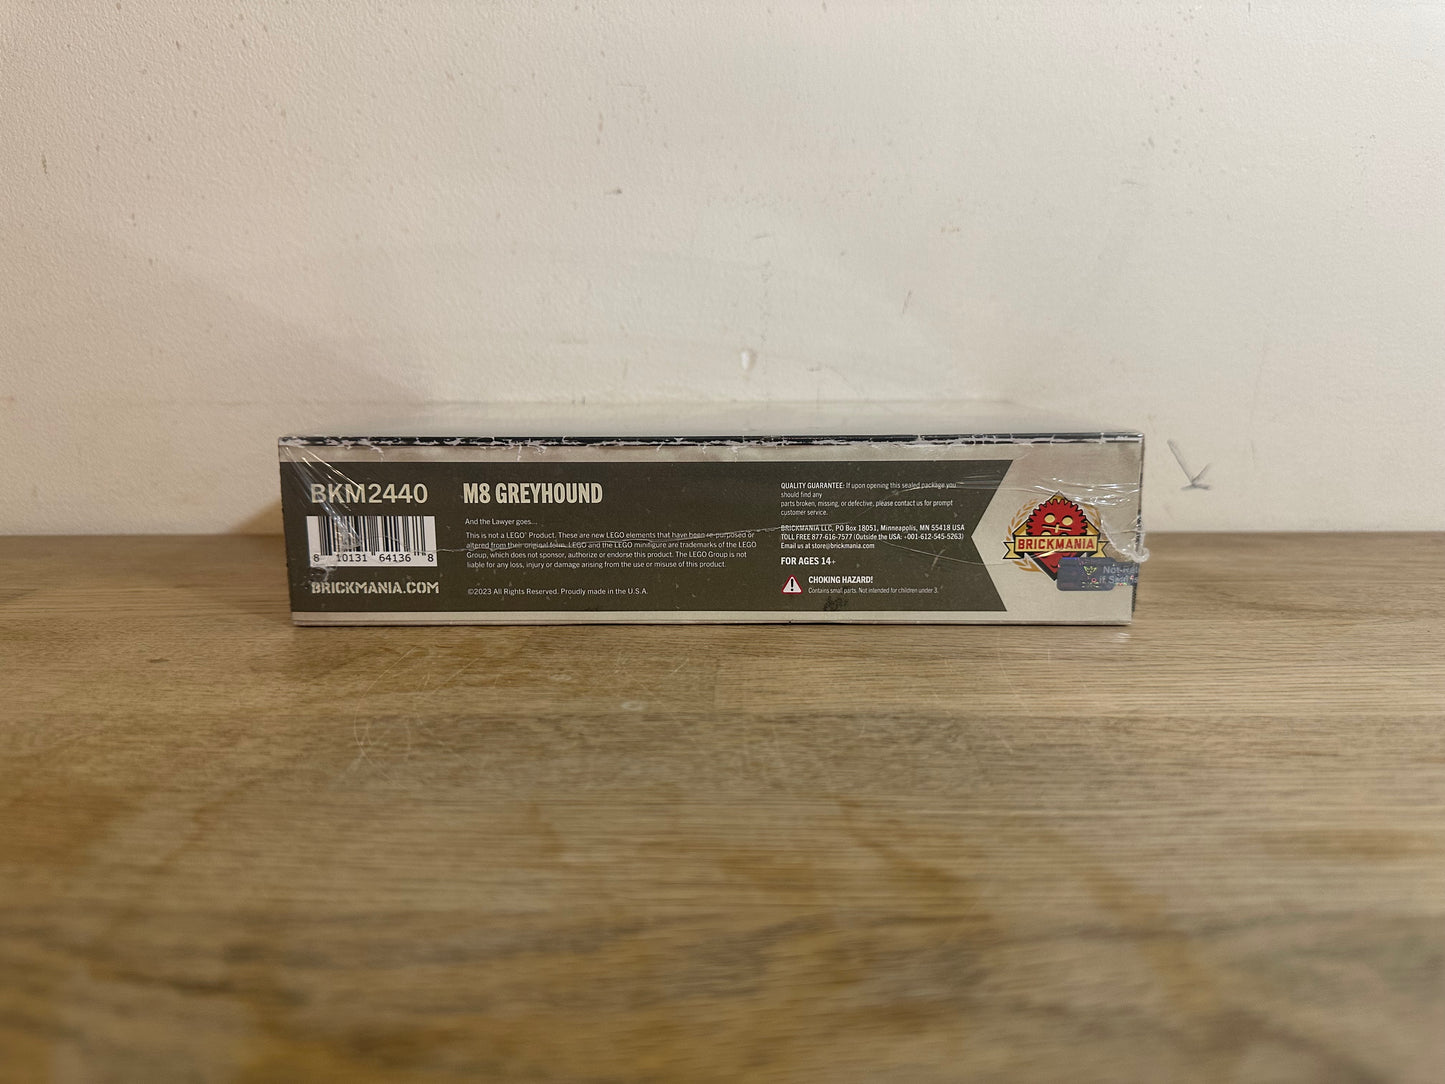 BKM2440
8 10131 64136 8
BRICKMANIA.COM
M8 GREYHOUND
And the Lawyer goes...
This is not a LEGO® Product. These are new LEGO elements that have been re-purposed or
altered from their original form. LEGO and the LEGO minifigure are trademarks of the LEGO
Group, which does not sponsor, authorize or endorse this product. The LEGO Group is not
liable for any loss, injury or damage arising from the use or misuse of this product.
©2023 All Rights Reserved. Proudly made in the U.S.A.
QUALITY GUARANTEE: If upon opening this sealed package you
should find any
parts broken, missing, or defective, please contact us for prompt
customer service.
BRICKMANIA LLC, PO Box 18051, Minneapolis, MN 55418 USA
TOLL FREE 877-616-7577 (Outside the USA: +001-612-545-5263)
Email us at store@brickmania.com
FOR AGES 14+
CHOKING HAZARD!
Contains small parts. Not intended for children under 3.
BRICKMANIA
If